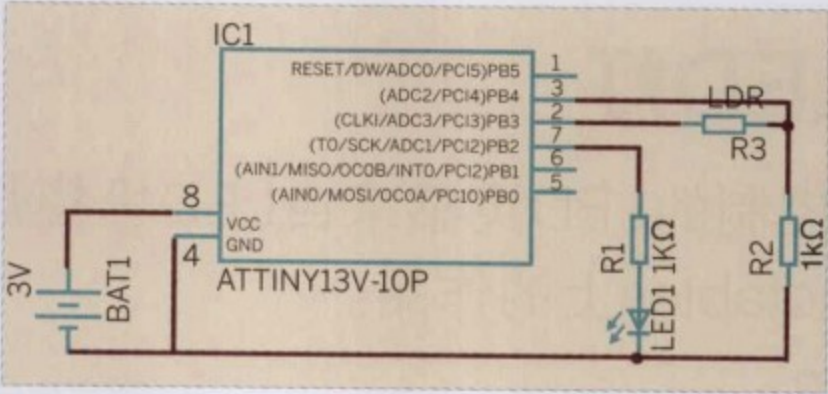 IC1
RESET/DW/ADC0/PCI5)PB5 1
(ADC2/PCI4)PB4 3
(CLKI/ADC3/PCI3)PB3 2
(T0/SCK/ADC1/PCI2)PB2 7
(AIN1/MISO/OC0B/INT0/PCI2)PB1 6
(AIN0/MOSI/OC0A/PC10)PB0 5
LDR
R3
8
VCC
GND
4
ATTINY13V-10P
3V
BAT1
R1
1KΩ
LED1
R2
1kΩ